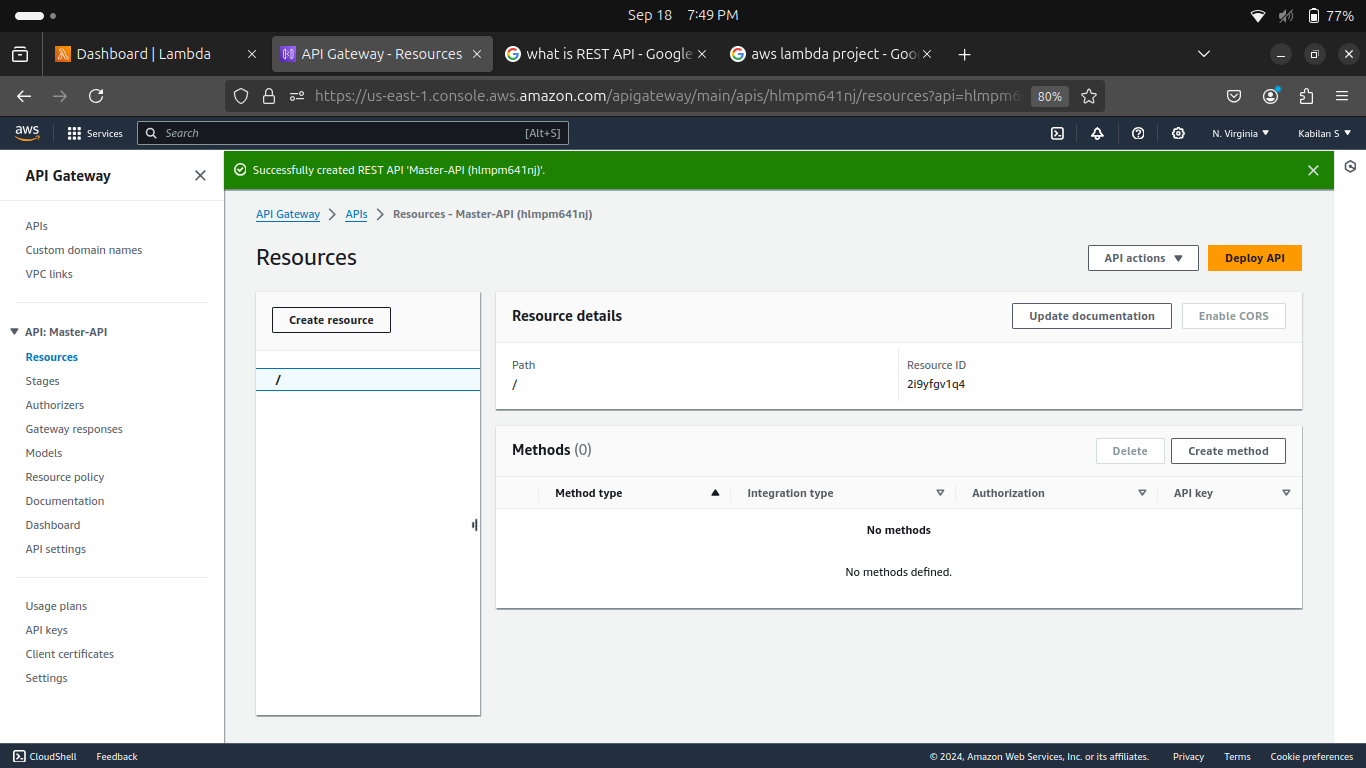 Sep 18 7:49 PM
77%
Dashboard | Lambda
API Gateway - Resources
what is REST API - Google
aws lambda project - Goo
https://us-east-1.console.aws.amazon.com/apigateway/main/apis/hlmpm641nj/resources?api=hlmpm6
80%
aws
Services
Search
[Alt+S]
N. Virginia
Kabilan S
API Gateway
Successfully created REST API 'Master-API (hlmpm641nj)'.
APIs
Custom domain names
VPC links
API: Master-API
Resources
Stages
Authorizers
Gateway responses
Models
Resource policy
Documentation
Dashboard
API settings
Usage plans
API keys
Client certificates
Settings
API Gateway
APIs
Resources - Master-API (hlmpm641nj)
Resources
API actions
Deploy API
Create resource
/
Resource details
Update documentation
Enable CORS
Path
/
Resource ID
2i9yfgv1q4
Methods (0)
Delete
Create method
Method type
Integration type
Authorization
API key
No methods
No methods defined.
CloudShell
Feedback
© 2024, Amazon Web Services, Inc. or its affiliates.
Privacy
Terms
Cookie preferences